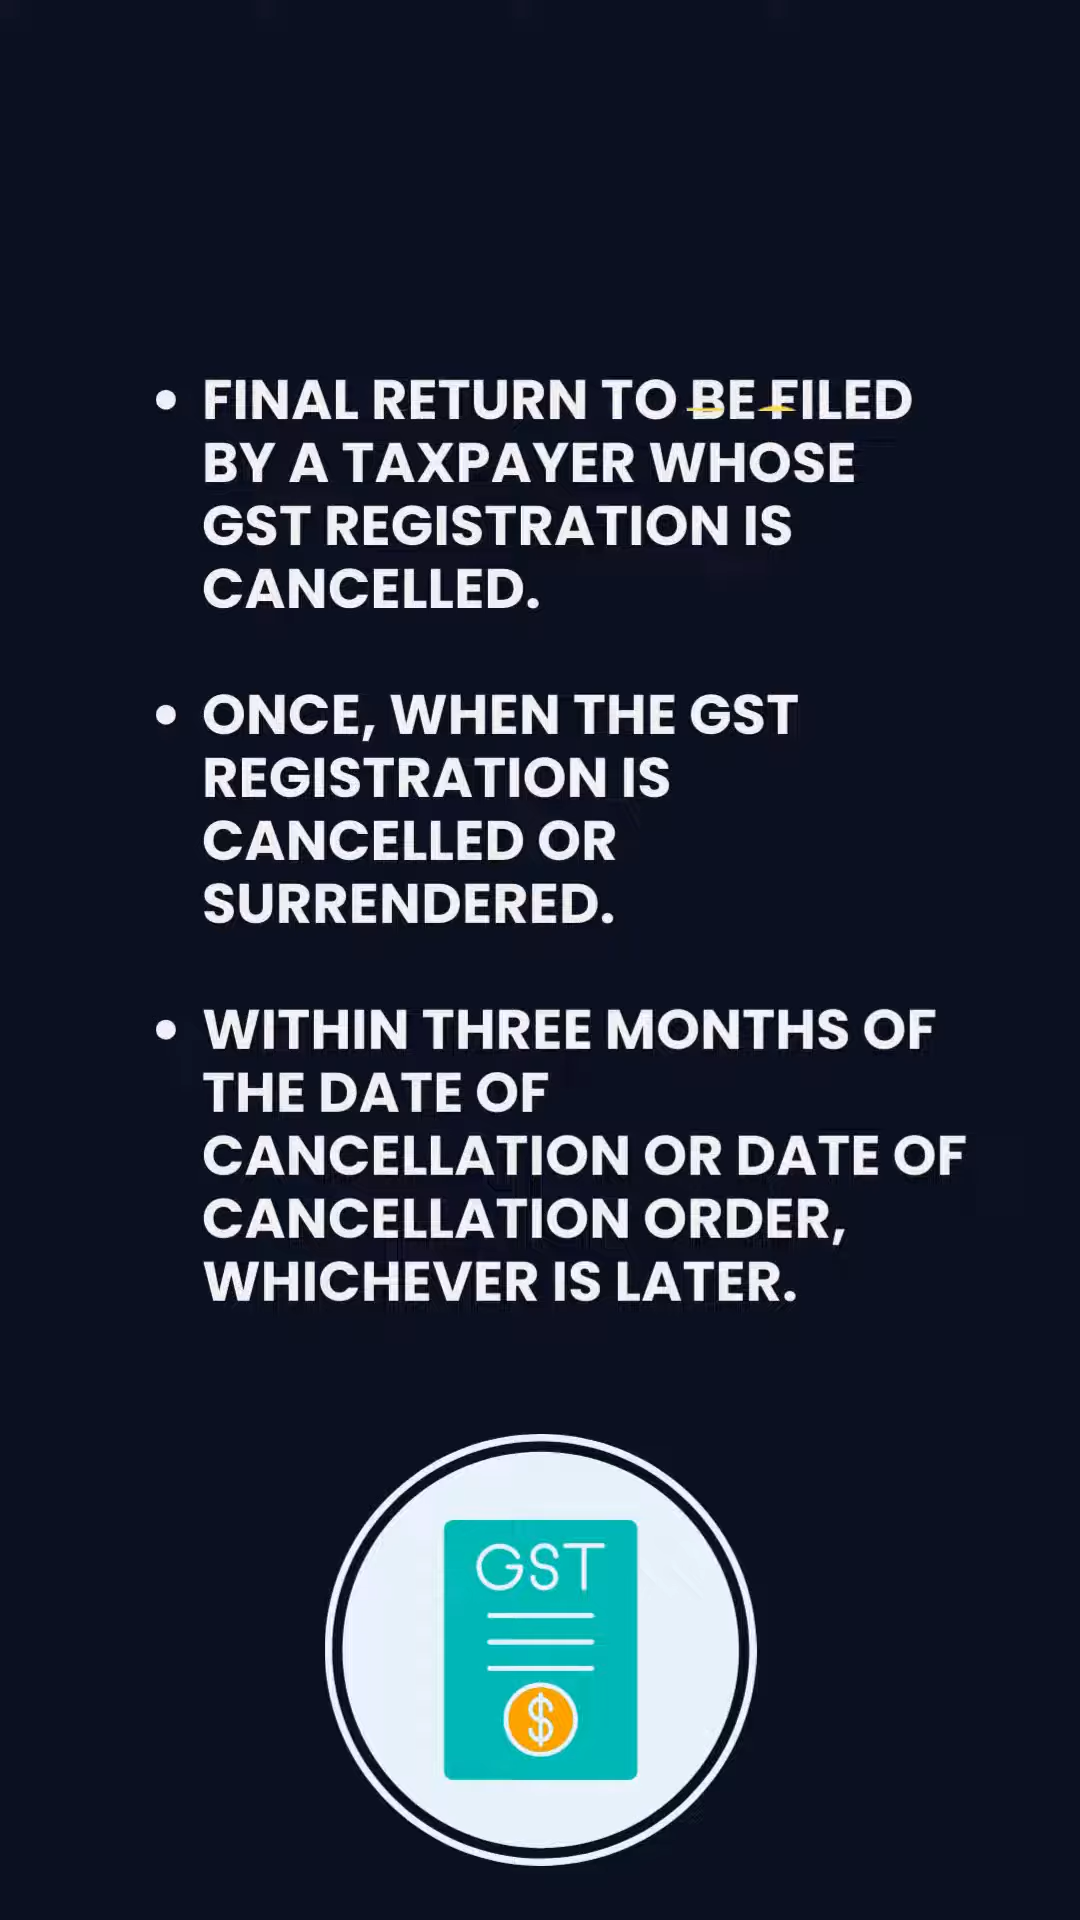 • FINAL RETURN TO BE FILED
BY A TAXPAYER WHOSE
GST REGISTRATION IS
CANCELLED.
• ONCE, WHEN THE GST
REGISTRATION IS
CANCELLED OR
SURRENDERED.
• WITHIN THREE MONTHS OF
THE DATE OF
CANCELLATION OR DATE OF
CANCELLATION ORDER,
WHICHEVER IS LATER.
GST
$